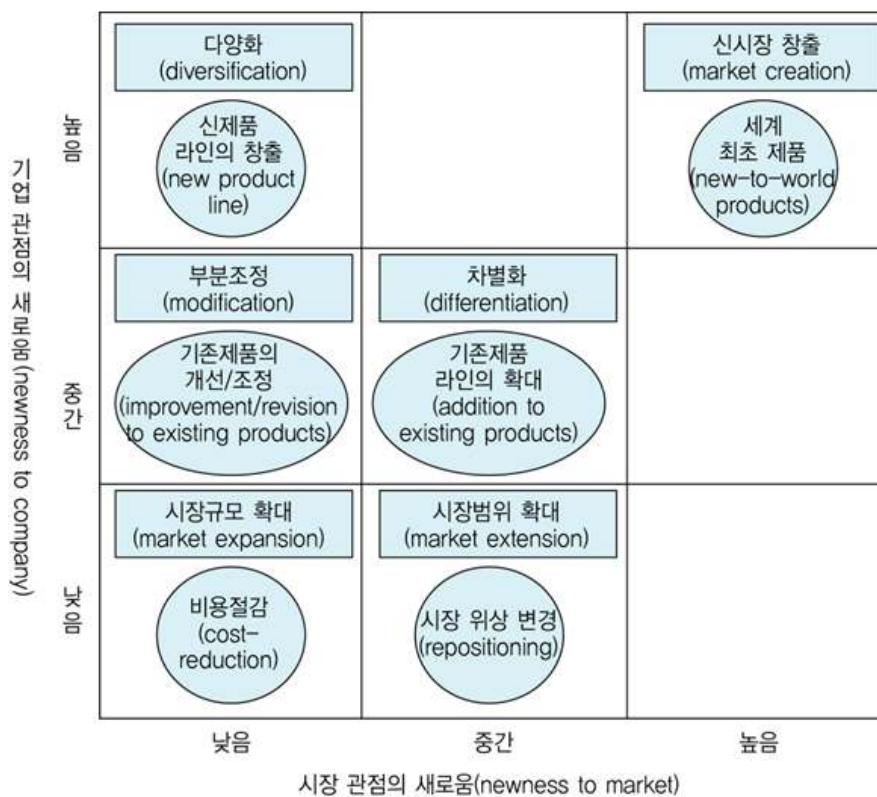 다양화
(diversification)
신제품
라인의 창출
(new product
line)
신시장 창출
(market creation)
세계
최초 제품
(new-to-world
products)
부분조정
(modification)
기존제품의
개선/조정
(improvement/revision
to existing products)
차별화
(differentiation)
기존제품
라인의 확대
(addition to
existing products)
시장규모 확대
(market expansion)
비용절감
(cost-
reduction)
시장범위 확대
(market extension)
시장 위상 변경
(repositioning)
높음
중간
낮음
기업 관점의 새로움(newness to company)
낮음
중간
높음
시장 관점의 새로움(newness to market)